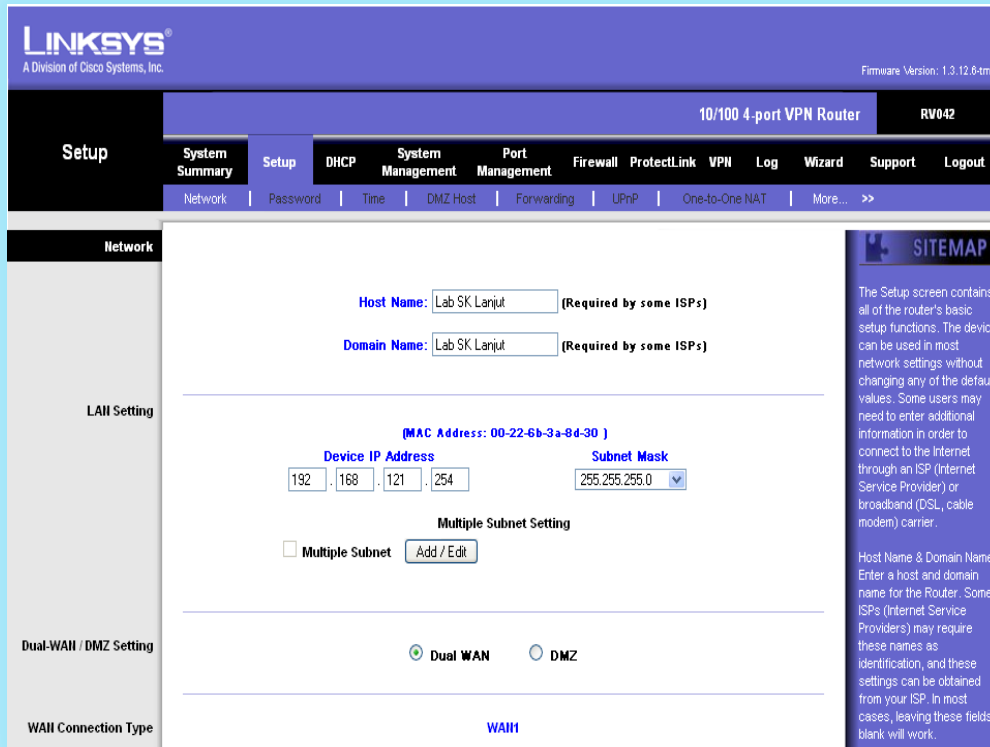 LINKSYS®
A Division of Cisco Systems, Inc.
Firmware Version: 1.3.12.6-tm
10/100 4-port VPN Router RV042
Setup
System Summary Setup DHCP System Management Port Management Firewall ProtectLink VPN Log Wizard Support Logout
Network | Password | Time | DMZ Host | Forwarding | UPnP | One-to-One NAT | More... >>
Network
Host Name: Lab SK Lanjut (Required by some ISPs)
Domain Name: Lab SK Lanjut (Required by some ISPs)
LAN Setting
(MAC Address: 00-22-6b-3a-8d-30 )
Device IP Address Subnet Mask
192 . 168 . 121 . 254 255.255.255.0
Multiple Subnet Setting
Multiple Subnet Add / Edit
Dual-WAN / DMZ Setting
Dual WAN DMZ
WAN Connection Type
WAN1
SITEMAP
The Setup screen contains
all of the router's basic
setup functions. The devic
can be used in most
network settings without
changing any of the defau
values. Some users may
need to enter additional
information in order to
connect to the Internet
through an ISP (Internet
Service Provider) or
broadband (DSL, cable
modem) carrier.
Host Name & Domain Name
Enter a host and domain
name for the Router. Some
ISPs (Internet Service
Providers) may require
these names as
identification, and these
settings can be obtained
from your ISP. In most
cases, leaving these fields
blank will work.